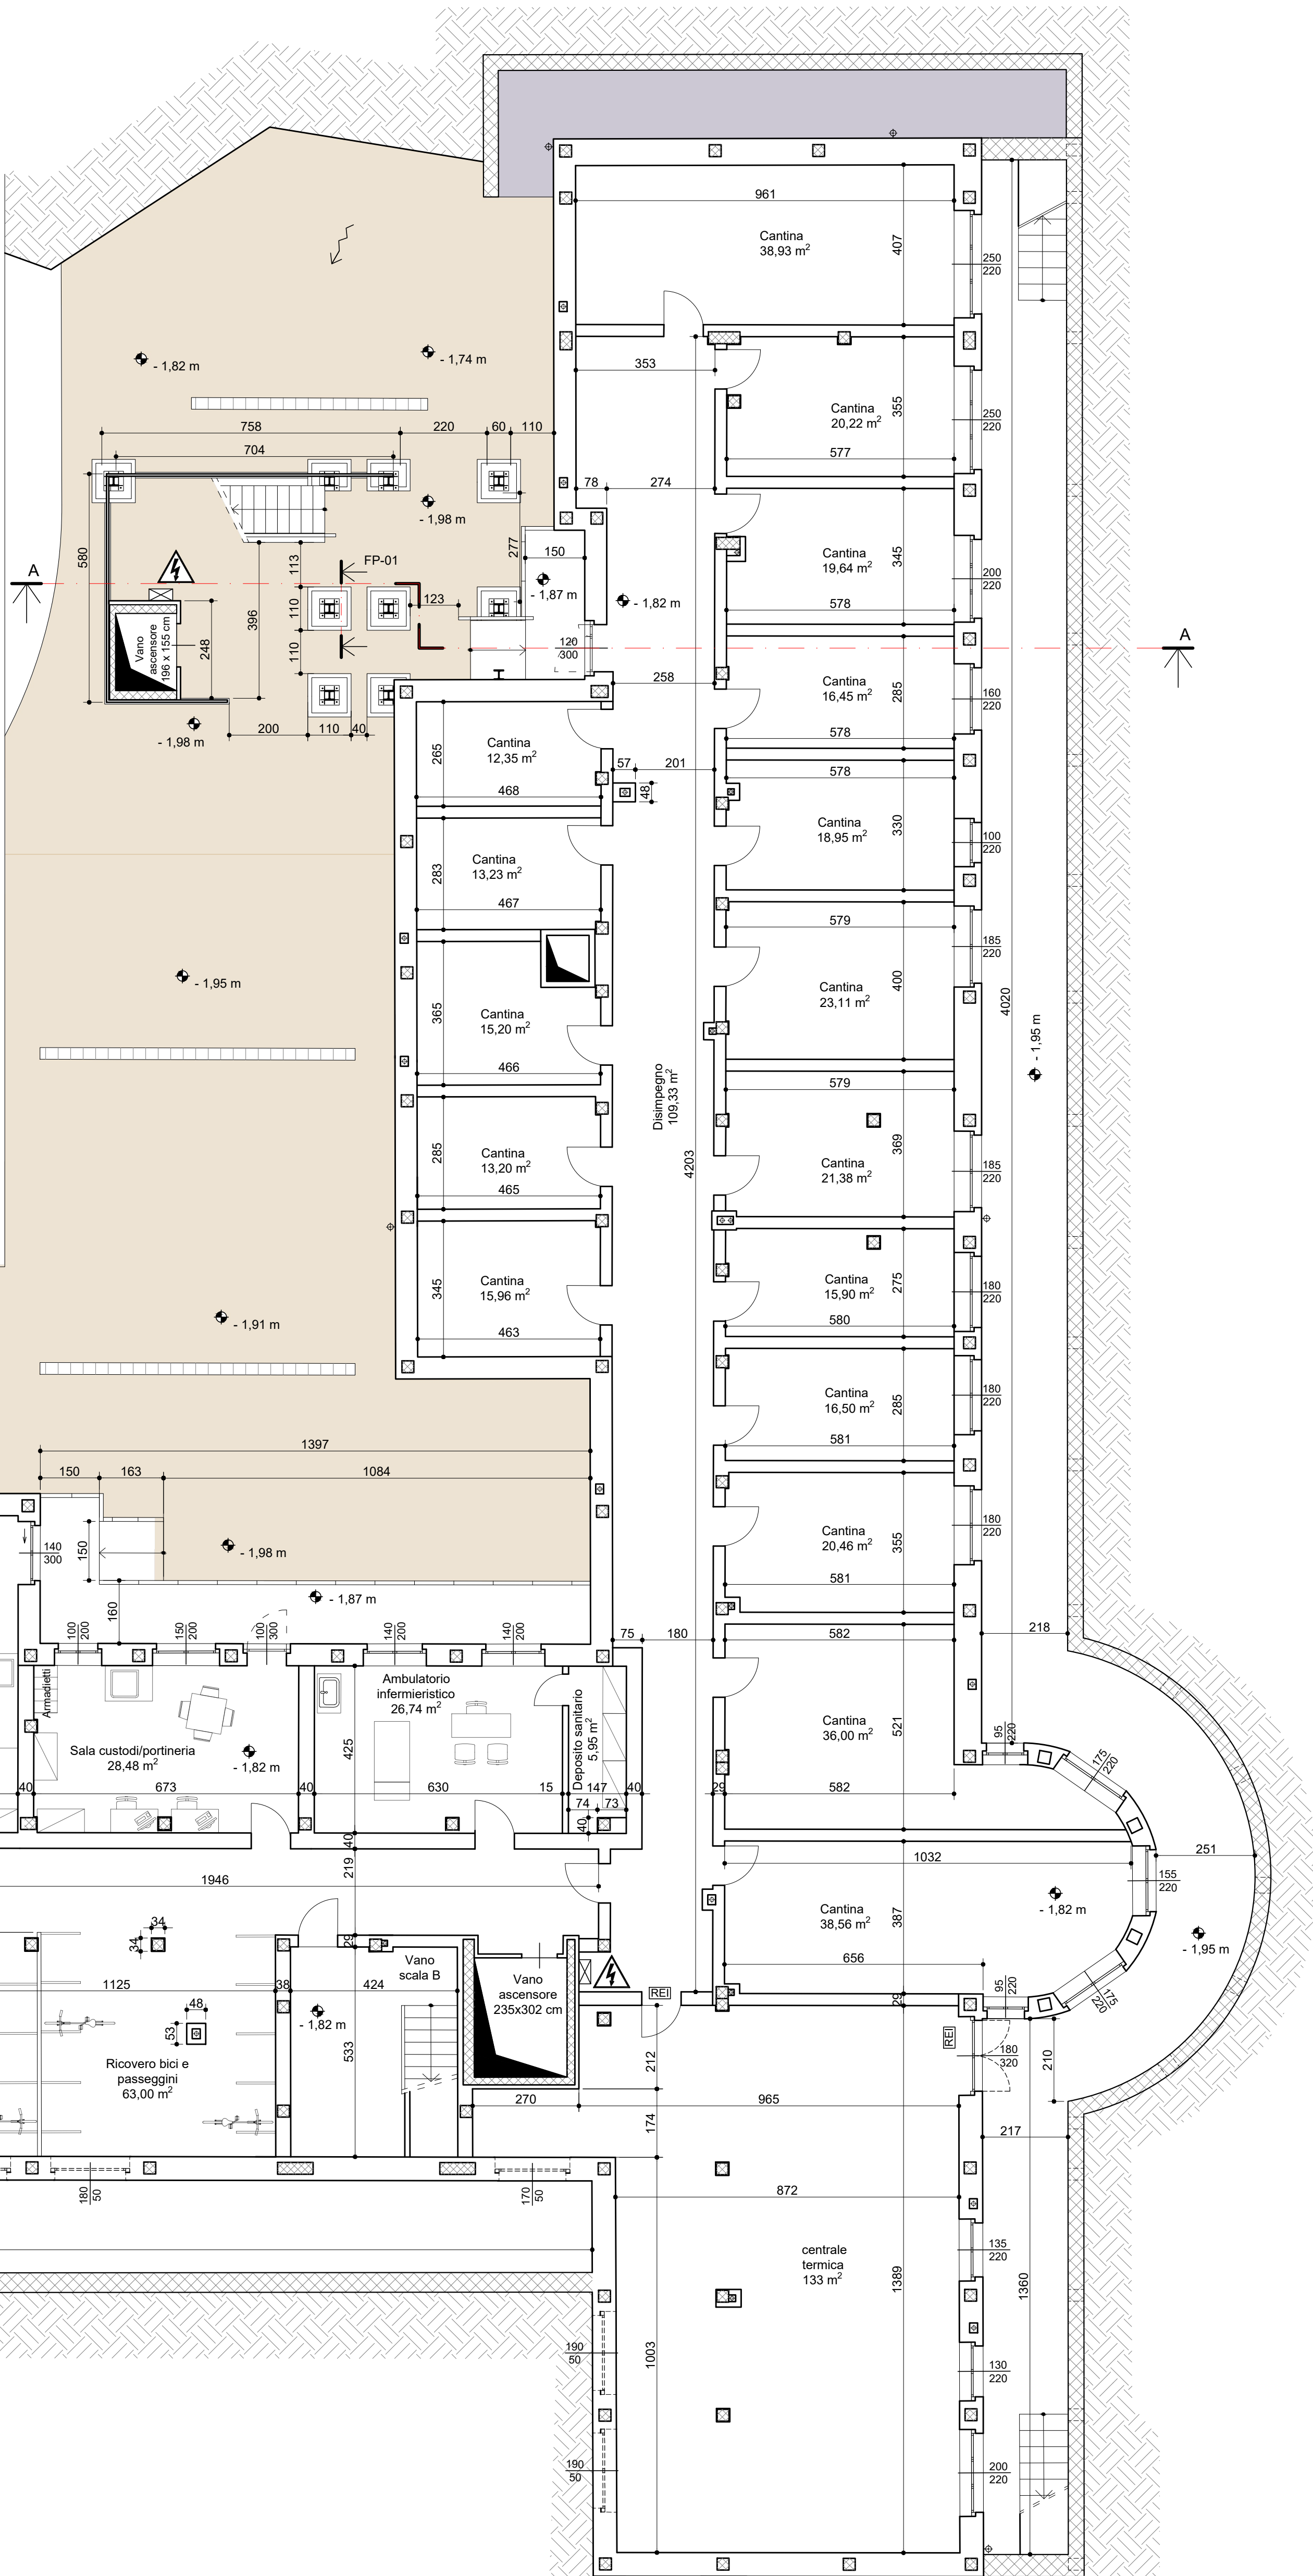 961
Cantina
38,93 m²
407
250
220
- 1,82 m
- 1,74 m
353
Cantina
20,22 m²
355
250
220
577
758
220
60
110
704
78
274
- 1,98 m
580
113
FP-01
277
150
Cantina
19,64 m²
345
200
220
A
- 1,87 m
- 1,82 m
578
110
123
396
248
Vano
ascensore
196 x 155 cm
110
120
300
A
258
Cantina
16,45 m²
285
160
220
- 1,98 m
200
110
40
578
Cantina
12,35 m²
265
468
57
201
48
578
Cantina
18,95 m²
330
100
220
Cantina
13,23 m²
283
467
579
185
220
- 1,95 m
Cantina
23,11 m²
400
4020
Cantina
15,20 m²
365
466
- 1,95 m
579
Disimpegno
109,33 m²
369
Cantina
13,20 m²
285
465
4203
Cantina
21,38 m²
185
220
Cantina
15,96 m²
345
463
Cantina
15,90 m²
275
180
220
- 1,91 m
580
Cantina
16,50 m²
285
180
220
1397
581
150
163
1084
140
300
150
- 1,98 m
Cantina
20,46 m²
355
180
220
581
- 1,87 m
160
100
200
150
200
100
300
140
200
140
200
75
180
582
218
Armadietti
Ambulatorio
infermieristico
26,74 m²
Deposito sanitario
5,95 m²
Sala custodi/portineria
28,48 m²
- 1,82 m
425
Cantina
36,00 m²
521
95
220
175
220
40
673
40
630
15
147
40
29
582
74
73
40
40
219
1032
251
1946
155
220
Cantina
38,56 m²
387
- 1,82 m
34
34
29
- 1,95 m
Vano
scala B
656
1125
38
424
Vano
ascensore
235x302 cm
REI
29
95
220
175
220
48
53
- 1,82 m
533
REI
180
320
Ricovero bici e
passeggini
63,00 m²
212
210
270
965
174
217
180
50
170
50
872
centrale
termica
133 m²
1389
135
220
1360
190
50
1003
130
220
190
50
200
220